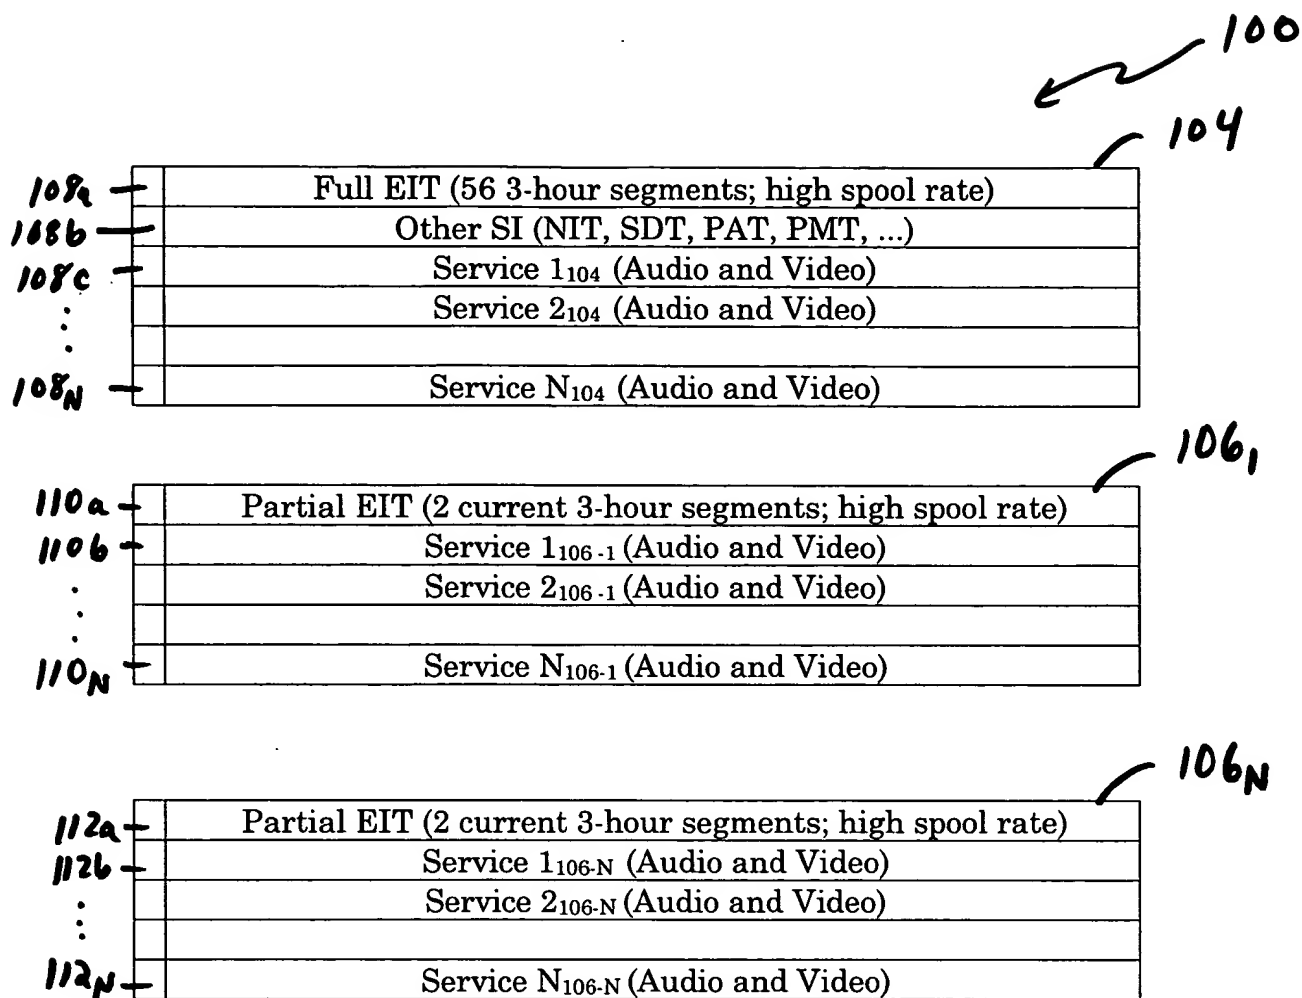 100
104
108a Full EIT (56 3-hour segments; high spool rate)
108b Other SI (NIT, SDT, PAT, PMT, ...)
108c Service 1₁₀₄ (Audio and Video)
Service 2₁₀₄ (Audio and Video)
108N Service N₁₀₄ (Audio and Video)
106₁
110a Partial EIT (2 current 3-hour segments; high spool rate)
110b Service 1₁₀₆₋₁ (Audio and Video)
Service 2₁₀₆₋₁ (Audio and Video)
110N Service N₁₀₆₋₁ (Audio and Video)
106N
112a Partial EIT (2 current 3-hour segments; high spool rate)
112b Service 1106-N (Audio and Video)
Service 2106-N (Audio and Video)
112N Service N106-N (Audio and Video)